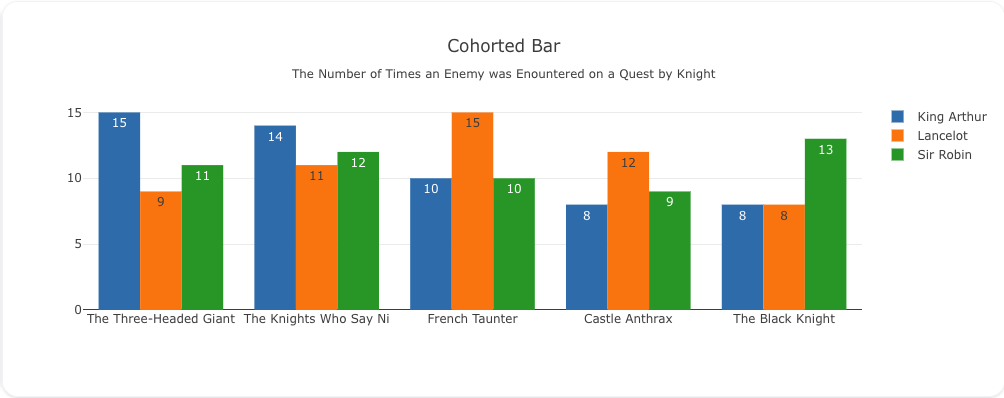 Cohorted Bar
The Number of Times an Enemy was Enountered on a Quest by Knight
King Arthur
Lancelot
Sir Robin
15
10
5
0
15
9
11
14
11
12
10
15
10
8
12
9
8
8
13
The Three-Headed Giant
The Knights Who Say Ni
French Taunter
Castle Anthrax
The Black Knight